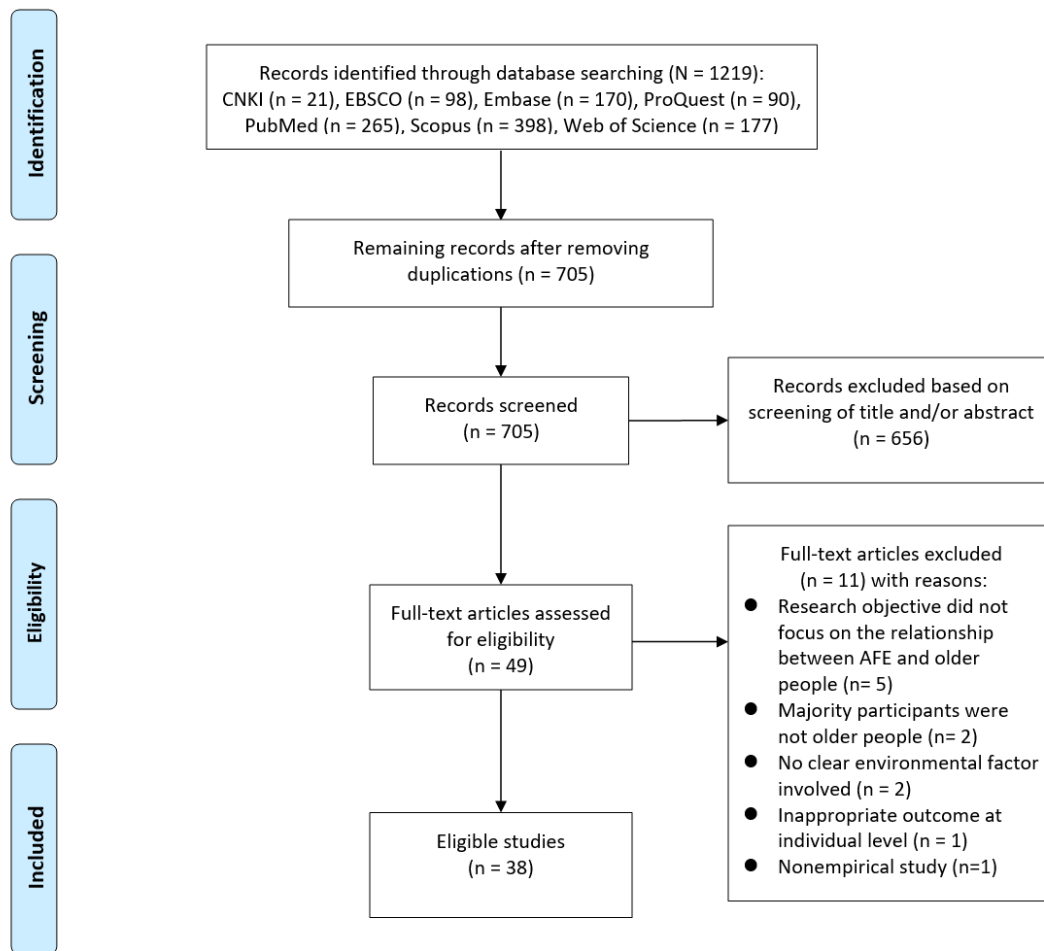 Identification
Records identified through database searching (N = 1219):
CNKI (n = 21), EBSCO (n = 98), Embase (n = 170), ProQuest (n = 90),
PubMed (n = 265), Scopus (n = 398), Web of Science (n = 177)
Remaining records after removing
duplications (n = 705)
Screening
Records screened
(n = 705)
Records excluded based on
screening of title and/or abstract
(n = 656)
Eligibility
Full-text articles assessed
for eligibility
(n = 49)
Full-text articles excluded
(n = 11) with reasons:
● Research objective did not
focus on the relationship
between AFE and older
people (n= 5)
● Majority participants were
not older people (n= 2)
● No clear environmental factor
involved (n = 2)
● Inappropriate outcome at
individual level (n = 1)
● Nonempirical study (n=1)
Included
Eligible studies
(n = 38)